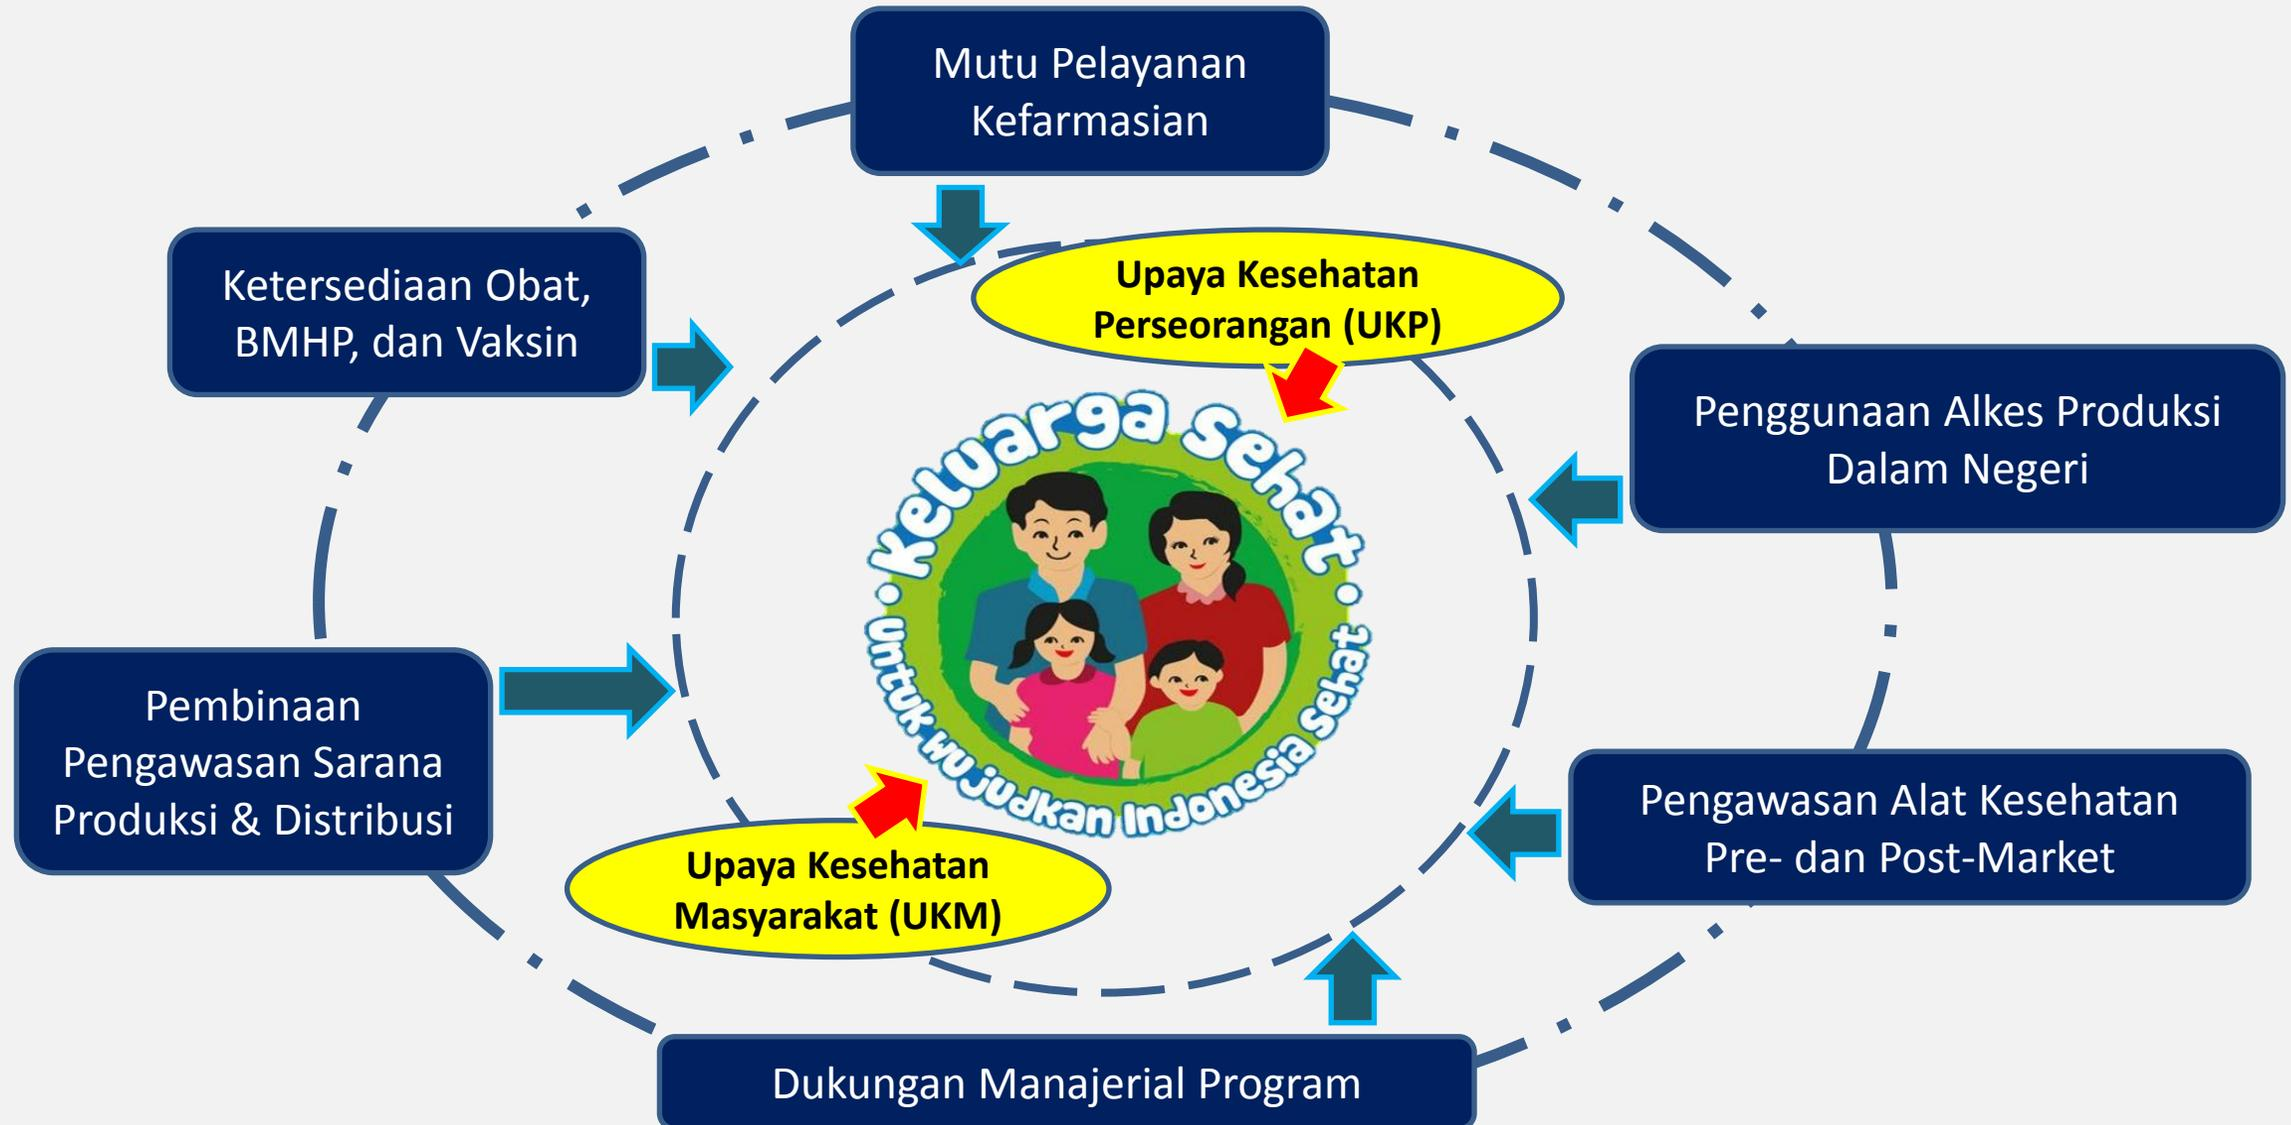 Mutu Pelayanan
Kefarmasian
Ketersediaan Obat,
BMHP, dan Vaksin
Upaya Kesehatan
Perseorangan (UKP)
Penggunaan Alkes Produksi
Dalam Negeri
Keluarga Sehat
untuk wujudkan Indonesia Sehat
Pembinaan
Pengawasan Sarana
Produksi & Distribusi
Pengawasan Alat Kesehatan
Pre- dan Post-Market
Upaya Kesehatan
Masyarakat (UKM)
Dukungan Manajerial Program